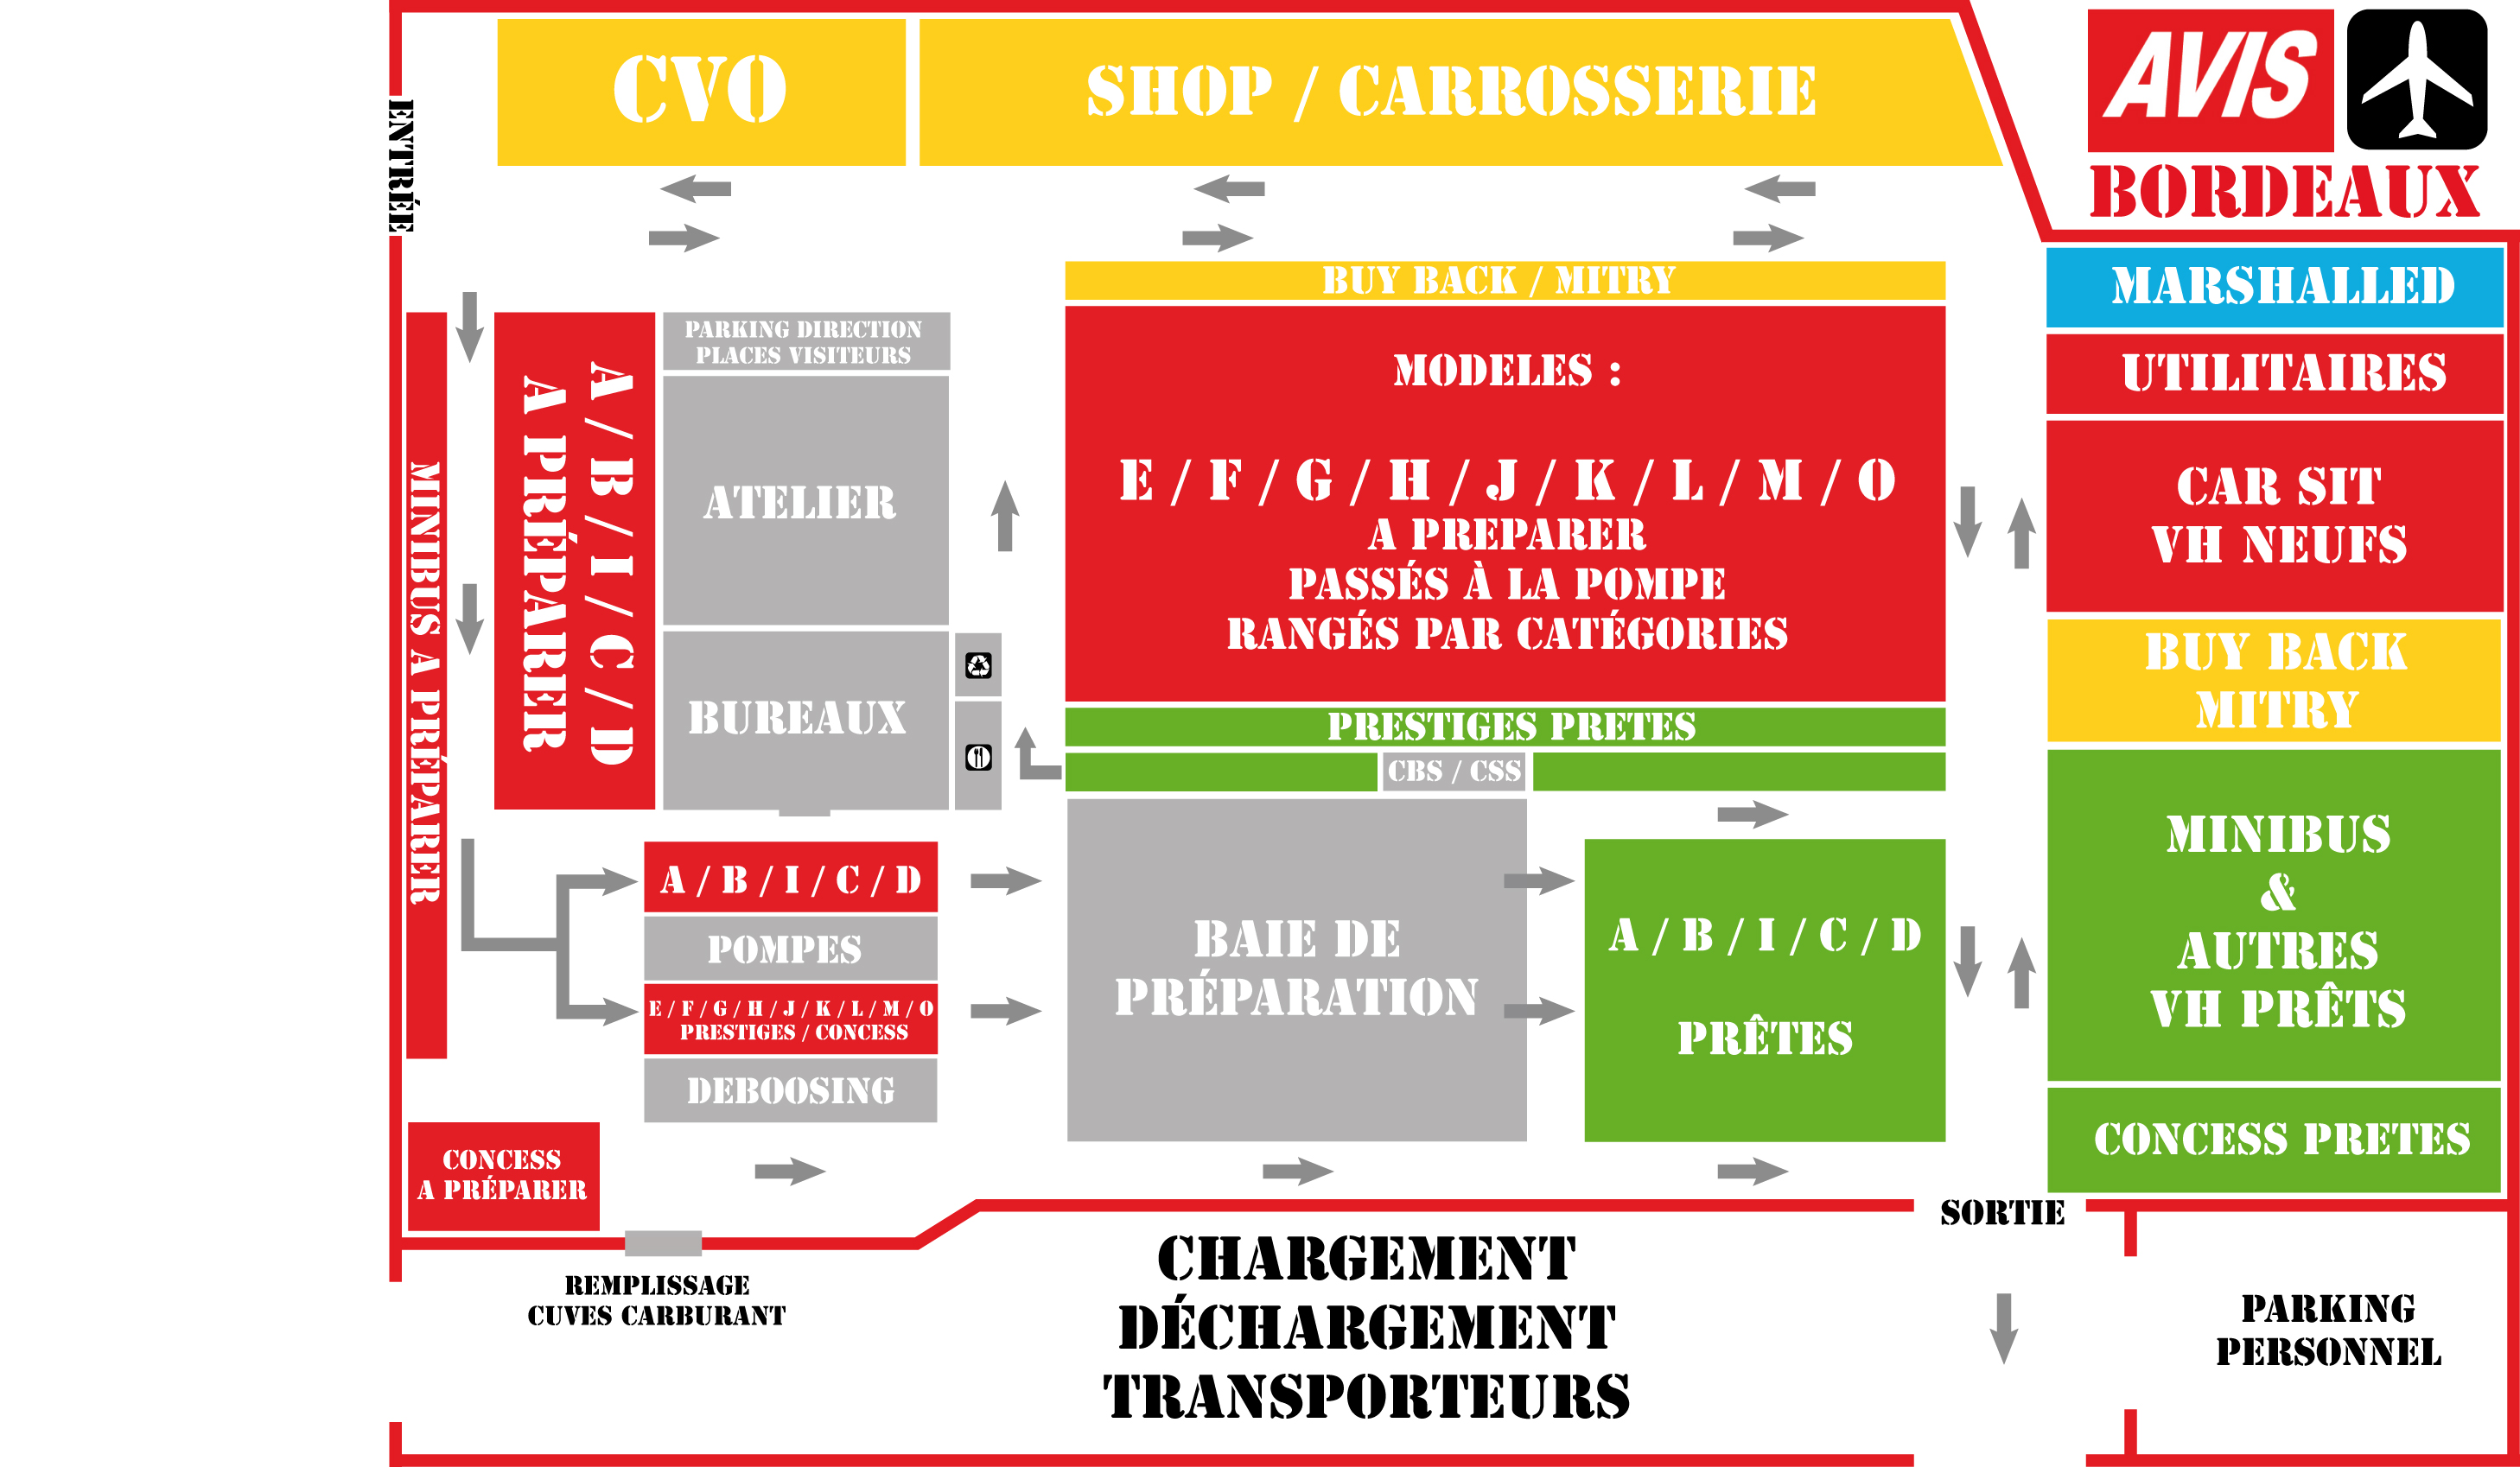 CVO
SHOP / CARROSSERIE
AVIS
BORDEAUX
ENTRÉE
BUY BACK / MITRY
MARSHALLED
UTILITAIRES
CAR SIT
VH NEUFS
BUY BACK
MITRY
MINIBUS
&
AUTRES
VH PRÊTS
CONCESS PRETES
MINIBUS A PRÉPARER
A / B / I / C / D
A PRÉPARER
PARKING DIRECTION
PLACES VISITEURS
ATELIER
BUREAUX
MODELES :
E / F / G / H / J / K / L / M / O
A PREPARER
PASSÉS À LA POMPE
RANGÉS PAR CATÉGORIES
PRESTIGES PRETES
CBS / CSS
A / B / I / C / D
POMPES
E / F / G / H / J / K / L / M / O
PRESTIGES / CONCESS
DEBOOSING
BAIE DE
PRÉPARATION
A / B / I / C / D
PRÊTES
CONCESS
A PRÉPARER
SORTIE
REMPLISSAGE
CUVES CARBURANT
CHARGEMENT
DÉCHARGEMENT
TRANSPORTEURS
PARKING
PERSONNEL